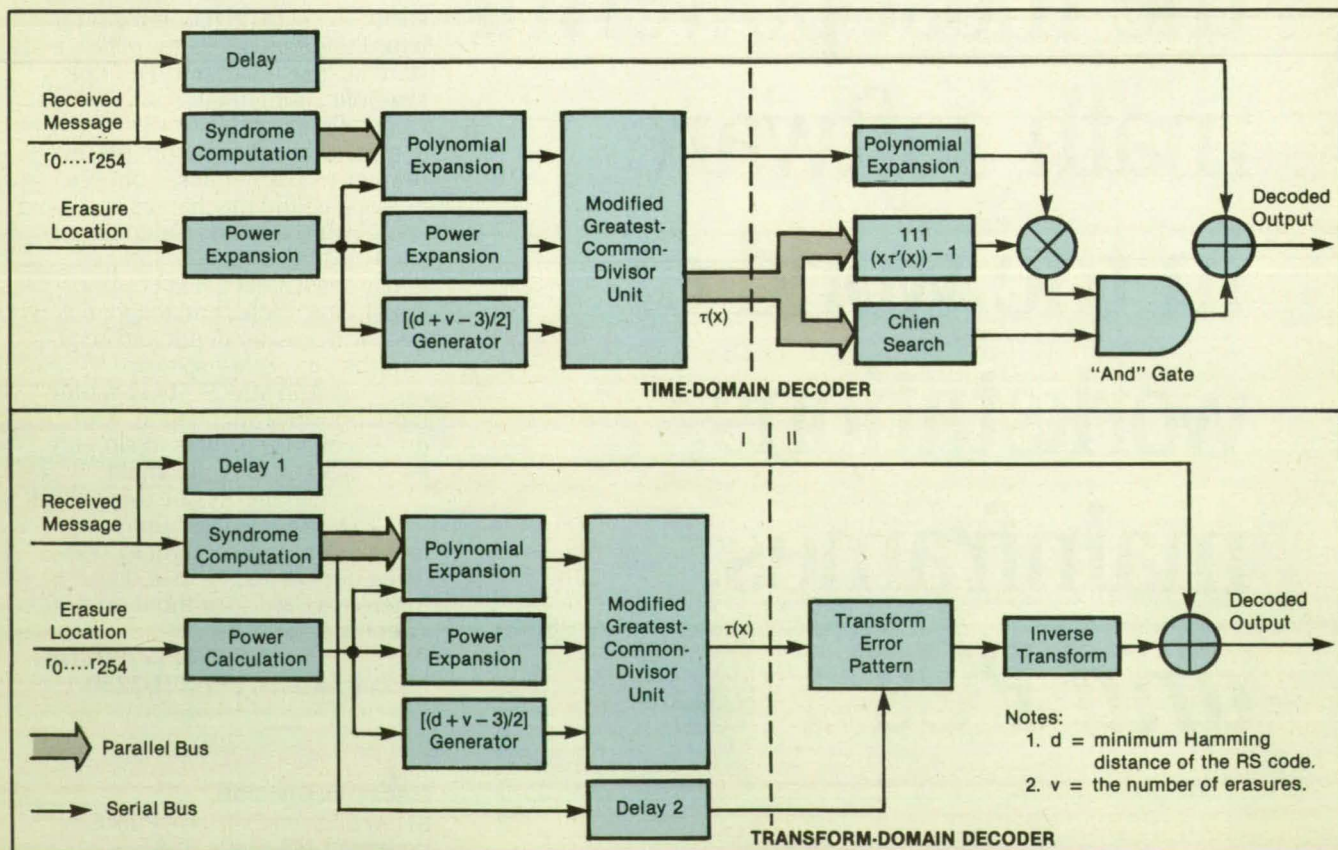 Delay
Received
Message
r0....r254
Syndrome
Computation
Polynomial
Expansion
Erasure
Location
Power
Expansion
Power
Expansion
[(d + v − 3)/2]
Generator
Modified
Greatest-
Common-
Divisor
Unit
τ(x)
Polynomial
Expansion
111
(x τ′(x)) − 1
Chien
Search
"And" Gate
Decoded
Output
TIME-DOMAIN DECODER
I II
Delay 1
Received
Message
Syndrome
Computation
Polynomial
Expansion
Erasure
Location
r0....r254
Power
Calculation
Power
Expansion
[(d + v − 3)/2]
Generator
Modified
Greatest-
Common-
Divisor
Unit
τ(x)
Transform
Error
Pattern
Inverse
Transform
Decoded
Output
Delay 2
Parallel Bus
Serial Bus
Notes:
1. d = minimum Hamming
distance of the RS code.
2. v = the number of erasures.
TRANSFORM-DOMAIN DECODER